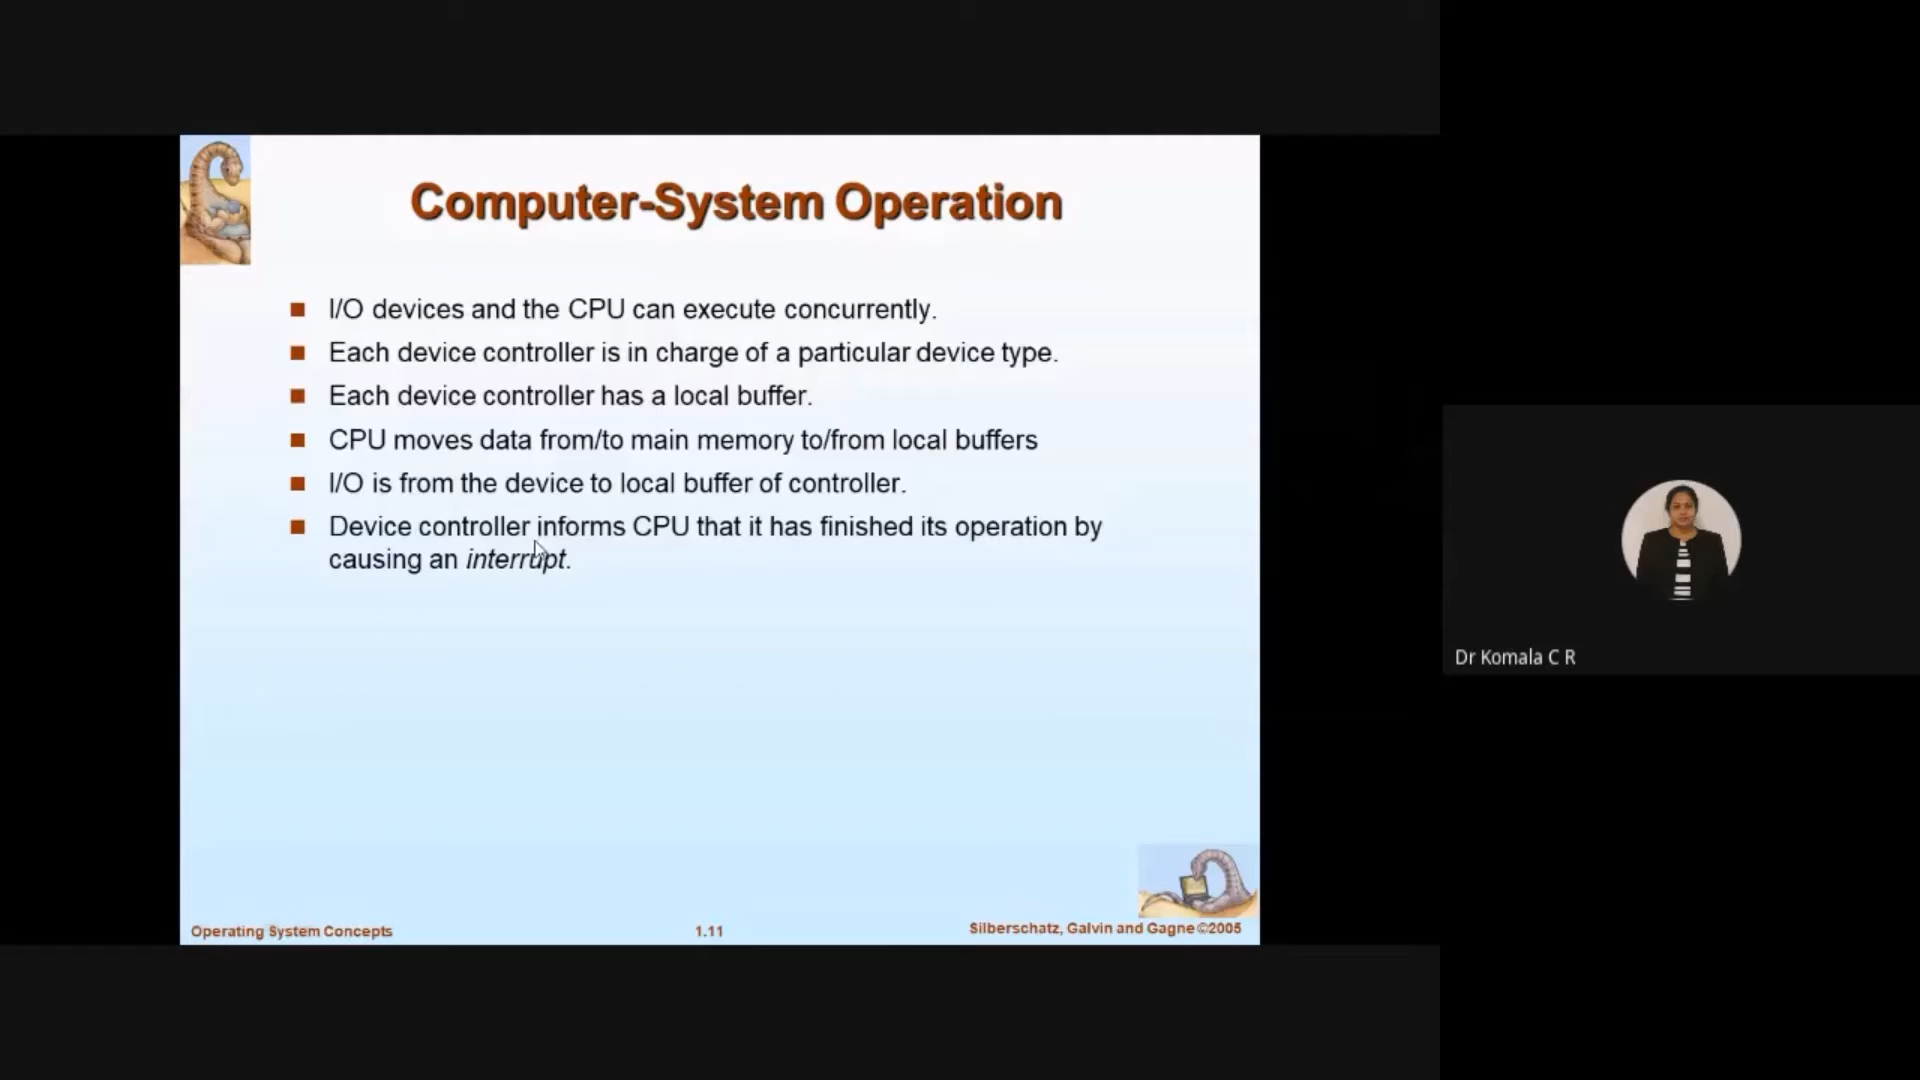 Computer-System Operation
I/O devices and the CPU can execute concurrently.
Each device controller is in charge of a particular device type.
Each device controller has a local buffer.
CPU moves data from/to main memory to/from local buffers
I/O is from the device to local buffer of controller.
Device controller informs CPU that it has finished its operation by
causing an interrupt.
Operating System Concepts
1.11
Silberschatz, Galvin and Gagne ©2005
Dr Komala C R